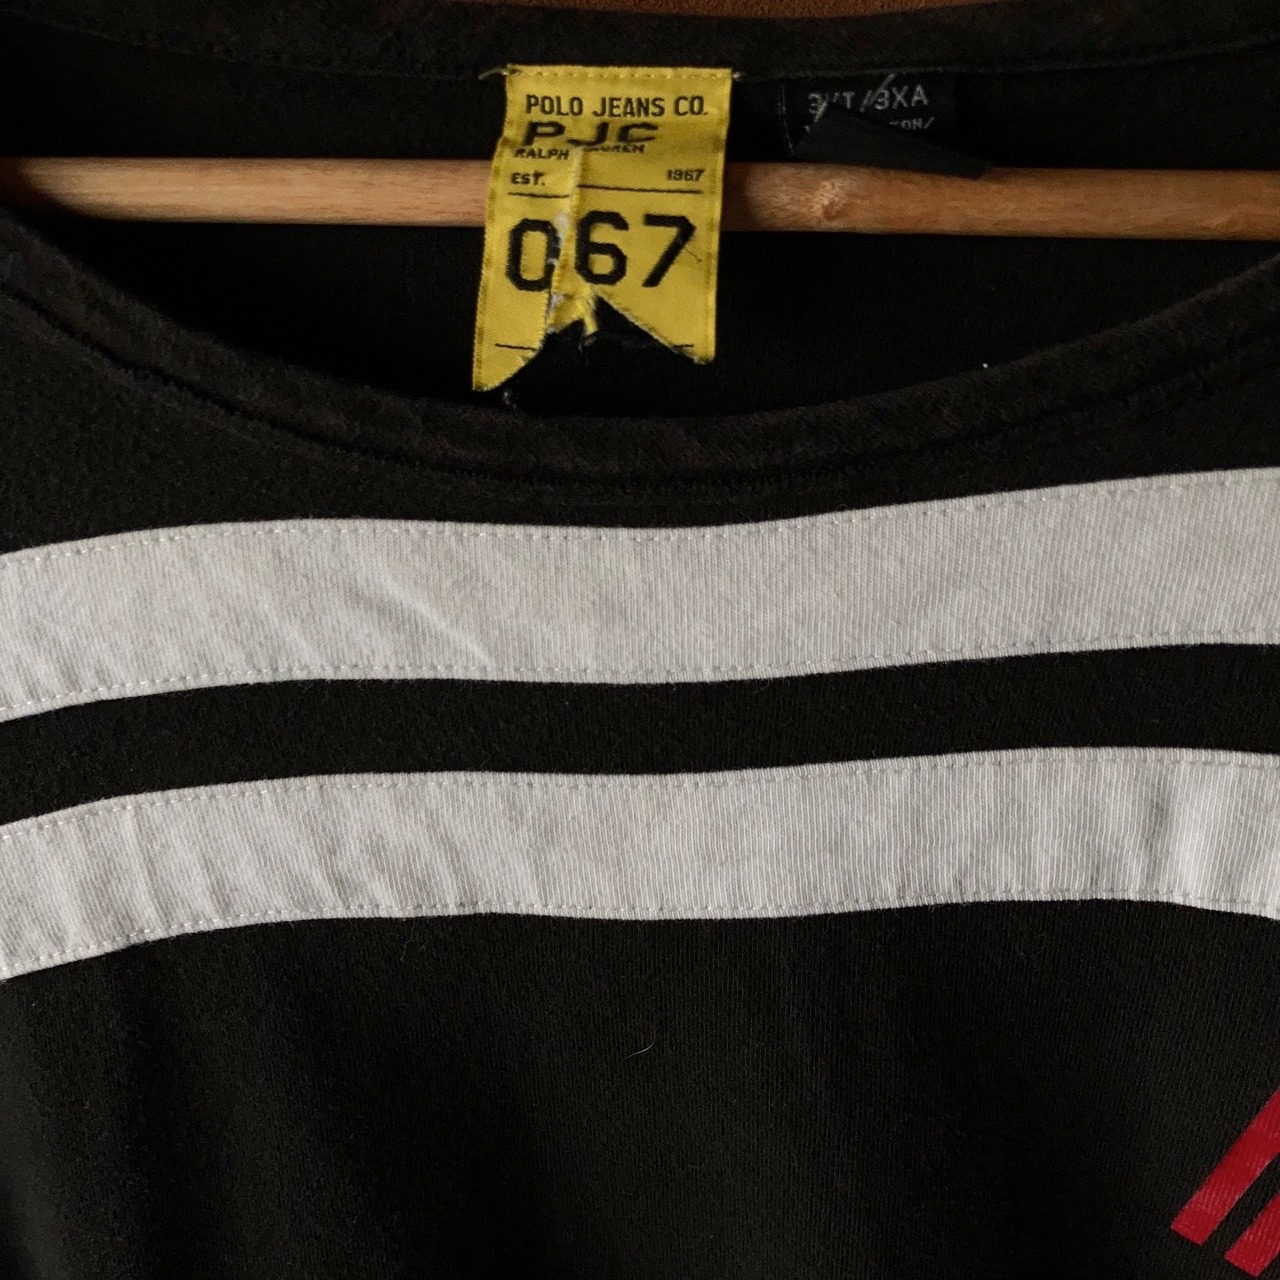 POLO JEANS CO.
PJC
RALPH LAUREN
EST. 1967
067
/3XA